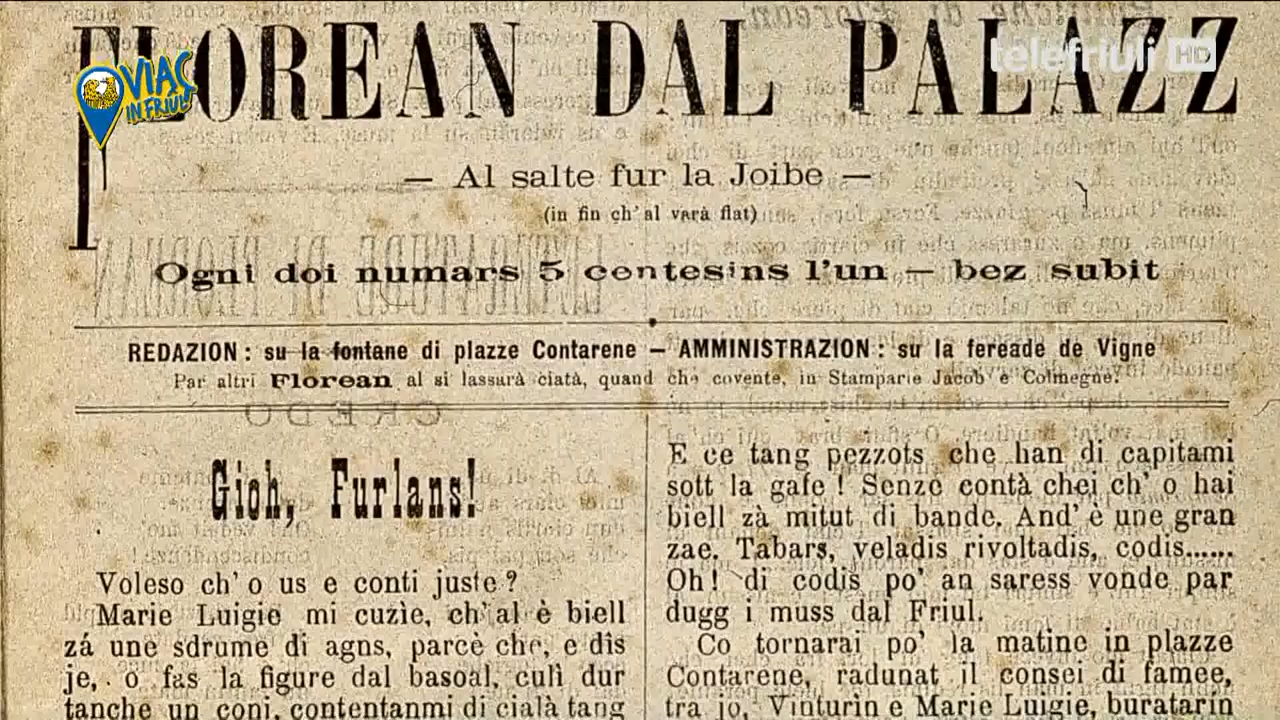 FLOREAN DAL PALAZZ
VIAÇ
IN FRIUL
telefriuli HD
— Al salte fur la Joibe —
(in fin ch' al varà flat)
Ogni doi numars 5 centesins l'un — bez subit
REDAZION: su la fontane di plazze Contarene — AMMINISTRAZION: su la fereade de Vigne
Par altri Florean al si lassarà ciatà, quand che covente, in Stamparie Jacob e Colmegne.
Gioh, Furlans!
Voleso ch' o us e conti juste?
Marie Luigie mi cuzìe, ch' al è biell
zá une sdrume di agns, parcè che, e dîs
je, o fas la figure dal basoal, culì dur
tanche un coni, contentanmi di cialà tang
E ce tang pezzots che han di capitami
sott la gafe! Senze contà chei ch' o hai
biell zà mitut di bande. And' è une gran
zae. Tabars, veladis rivoltadis, codis......
Oh! di codis po' an saress vonde par
dugg i muss dal Friul.
Co tornarai po' la matine in plazze
Contarene, radunat il consei di famee,
tra jo, Vinturin e Marie Luigie, buratarin